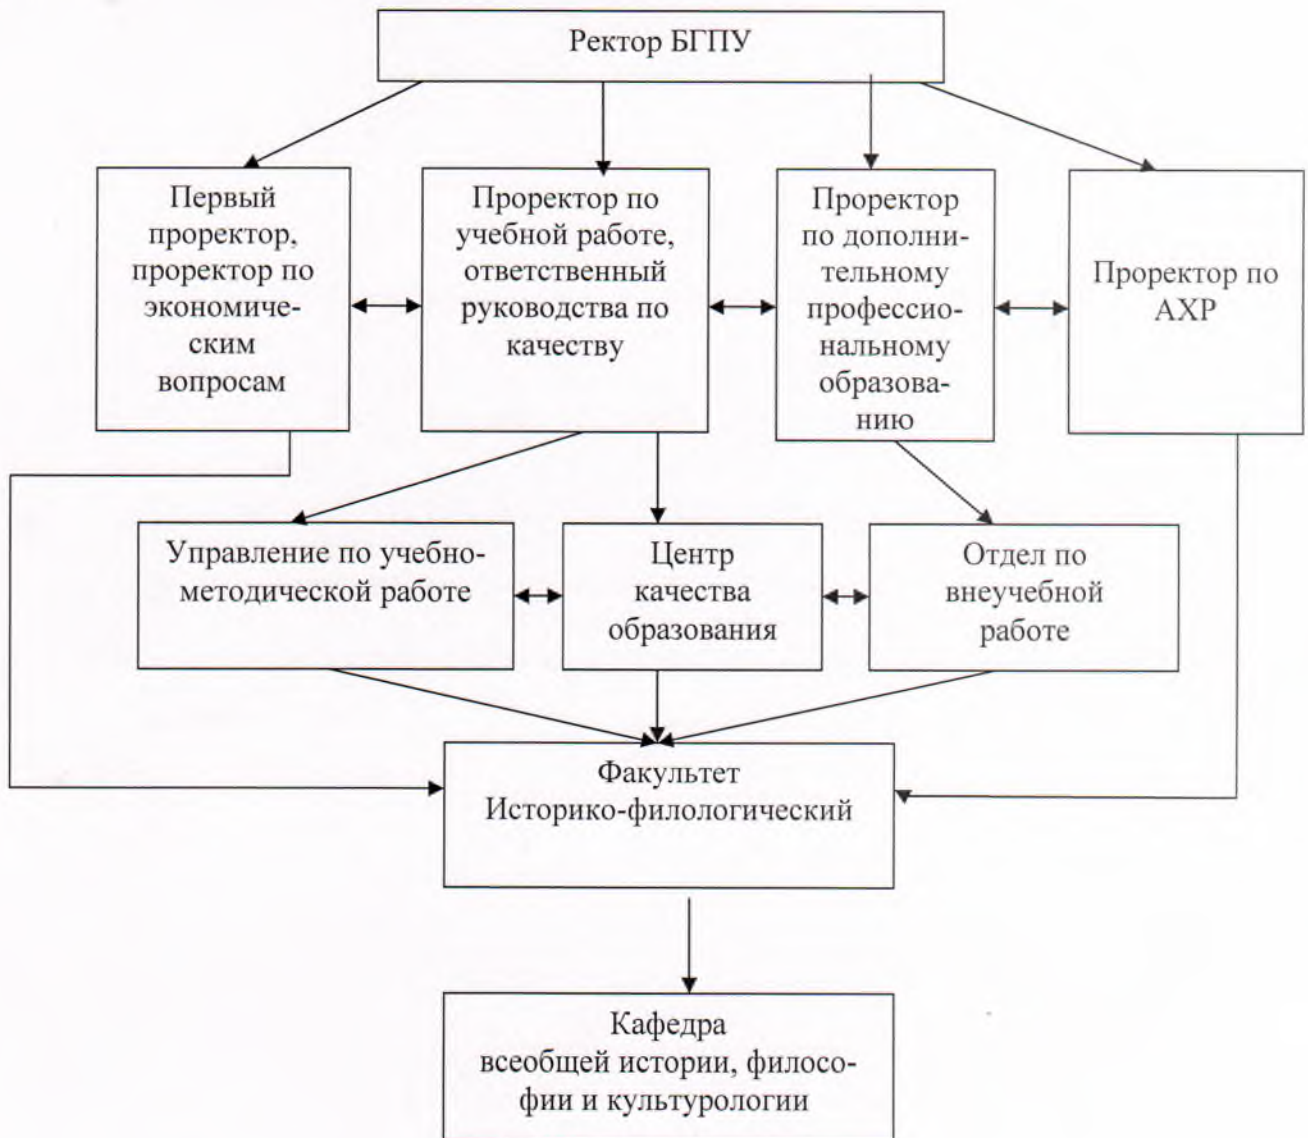 Ректор БГПУ
Первый
проректор,
проректор по
экономиче-
ским
вопросам
Проректор по
учебной работе,
ответственный
руководства по
качеству
Проректор
по дополни-
тельному
профессио-
нальному
образова-
нию
Проректор по
АХР
Управление по учебно-
методической работе
Центр
качества
образования
Отдел по
внеучебной
работе
Факультет
Историко-филологический
Кафедра
всеобщей истории, филосо-
фии и культурологии